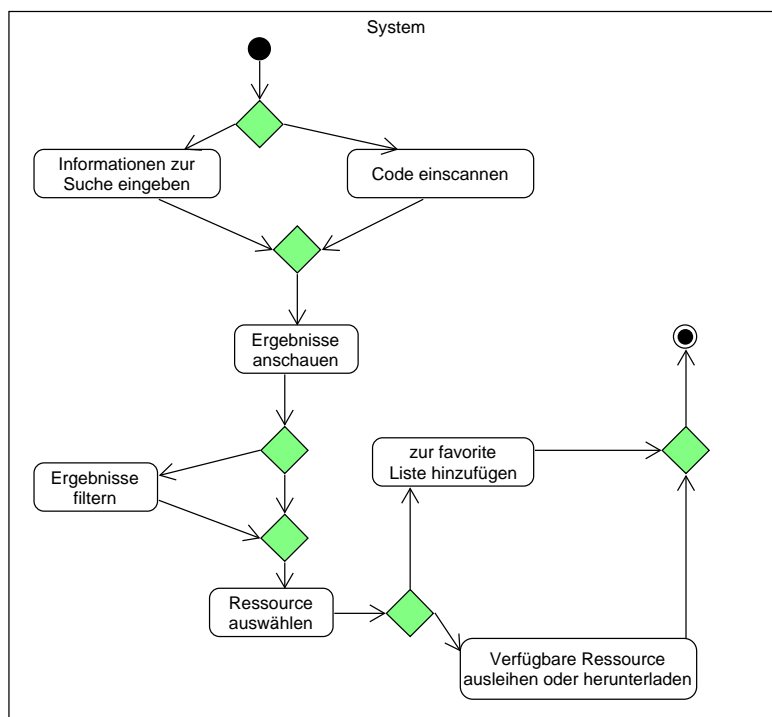 System
Informationen zur
Suche eingeben
Code einscannen
Ergebnisse
anschauen
Ergebnisse
filtern
zur favorite
Liste hinzufügen
Ressource
auswählen
Verfügbare Ressource
ausleihen oder herunterladen